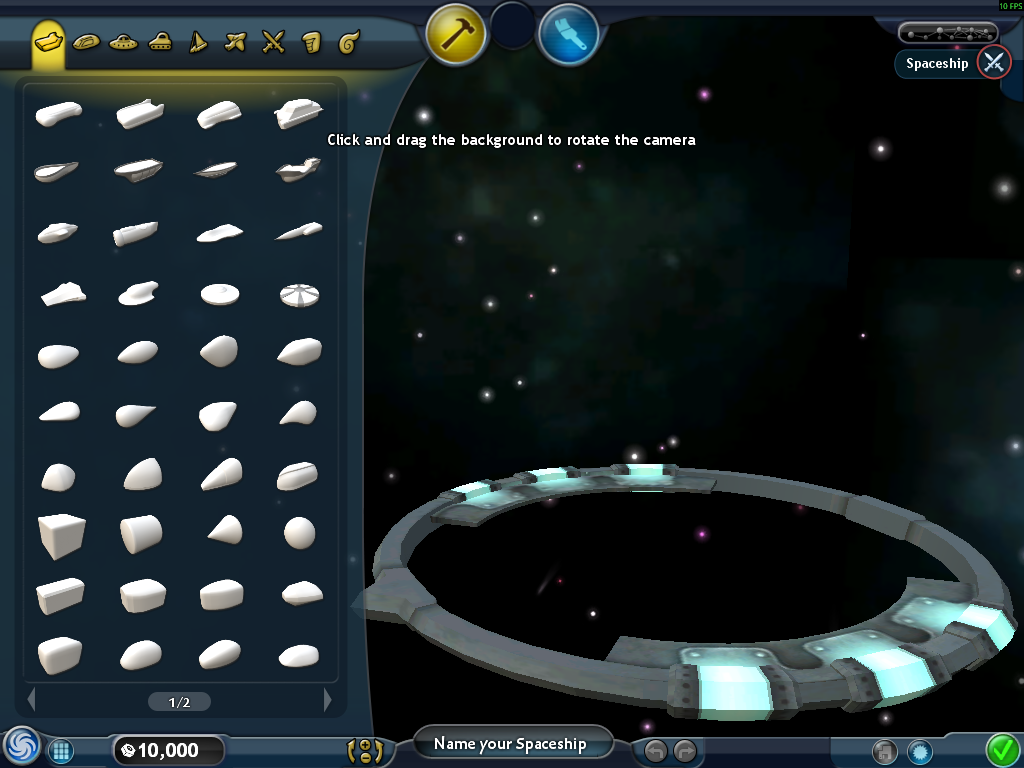 10 FPS
Spaceship
Click and drag the background to rotate the camera
1/2
10,000
Name your Spaceship